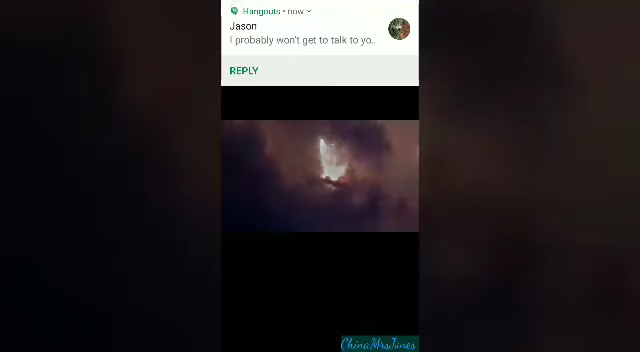 Hangouts • now
Jason
I probably won't get to talk to yo..
REPLY
ChinaMrsJones